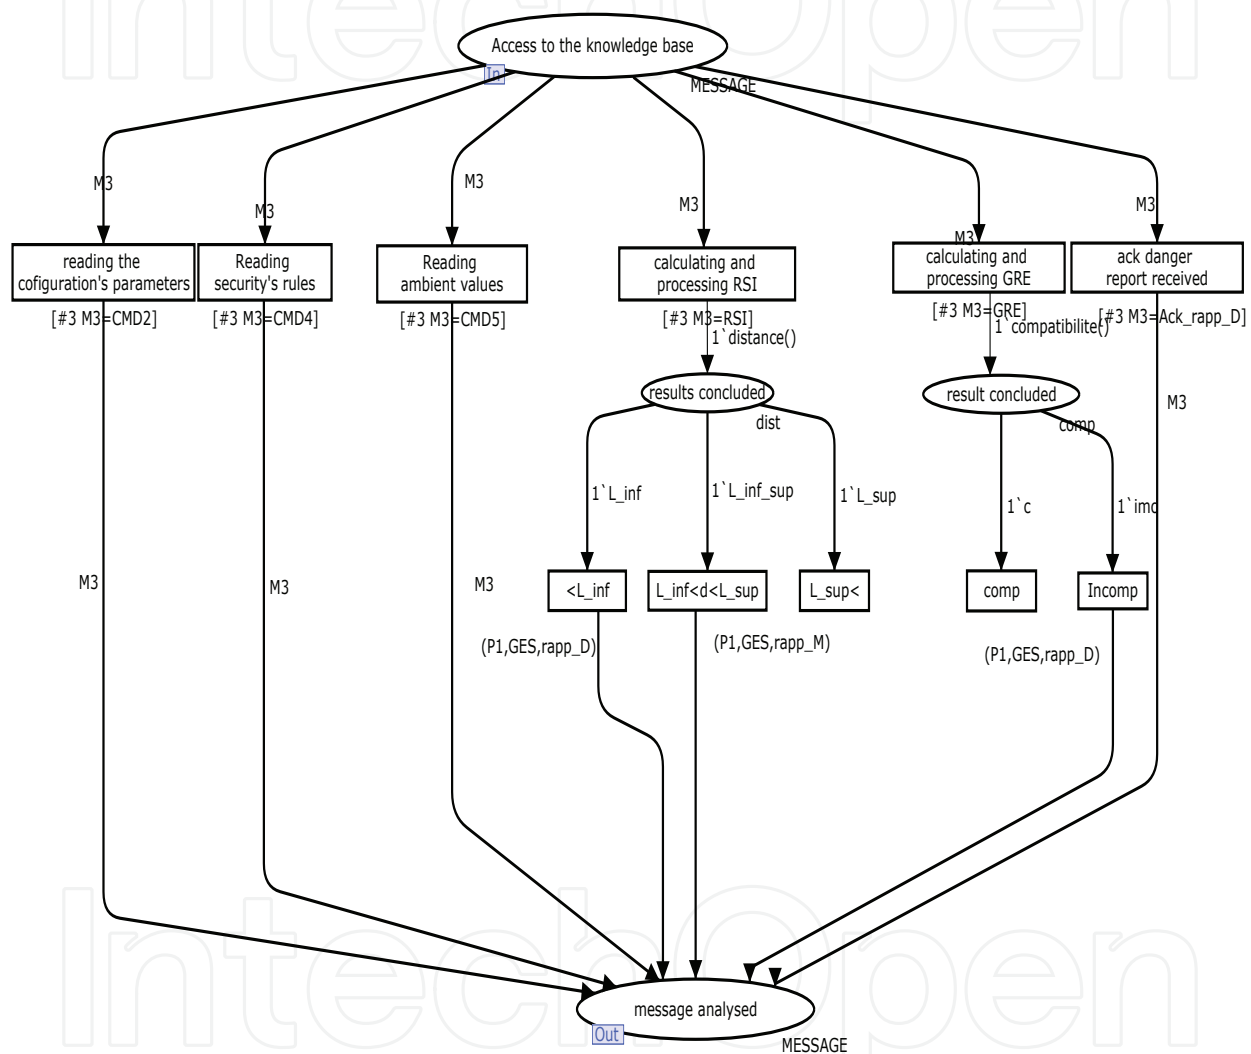 IntechOpen
Access to the knowledge base
In
MESSAGE
M3
M3
M3
M3
M3
M3
reading the
cofiguration's parameters
Reading
security's rules
Reading
ambient values
calculating and
processing RSI
calculating and
processing GRE
ack danger
report received
[#3 M3=CMD2]
[#3 M3=CMD4]
[#3 M3=CMD5]
[#3 M3=RSI]
[#3 M3=GRE]
[#3 M3=Ack_rapp_D]
1`distance()
1`compatibilite()
results concluded
result concluded
M3
dist
comp
1`L_inf
1`L_inf_sup
1`L_sup
1`c
1`imc
M3
M3
M3
<L_inf
L_inf<d<L_sup
L_sup<
comp
Incomp
(P1,GES,rapp_D)
(P1,GES,rapp_M)
(P1,GES,rapp_D)
IntechOpen
message analysed
Out
MESSAGE